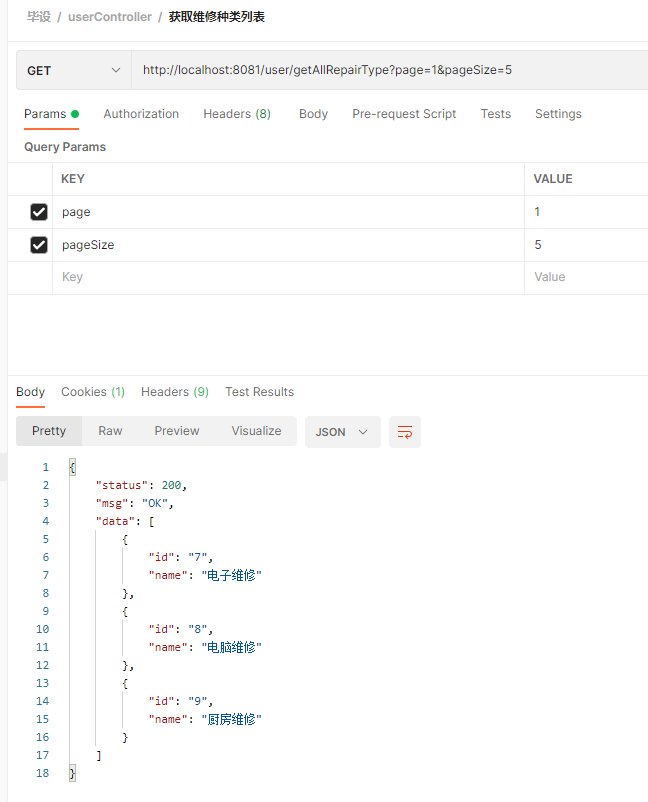 毕设 / userController / 获取维修种类列表
GET http://localhost:8081/user/getAllRepairType?page=1&pageSize=5
Params Authorization Headers (8) Body Pre-request Script Tests Settings
Query Params
KEY VALUE
page 1
pageSize 5
Key Value
Body Cookies (1) Headers (9) Test Results
Pretty Raw Preview Visualize JSON
1 {
2 "status": 200,
3 "msg": "OK",
4 "data": [
5 {
6 "id": "7",
7 "name": "电子维修"
8 },
9 {
10 "id": "8",
11 "name": "电脑维修"
12 },
13 {
14 "id": "9",
15 "name": "厨房维修"
16 }
17 ]
18 }